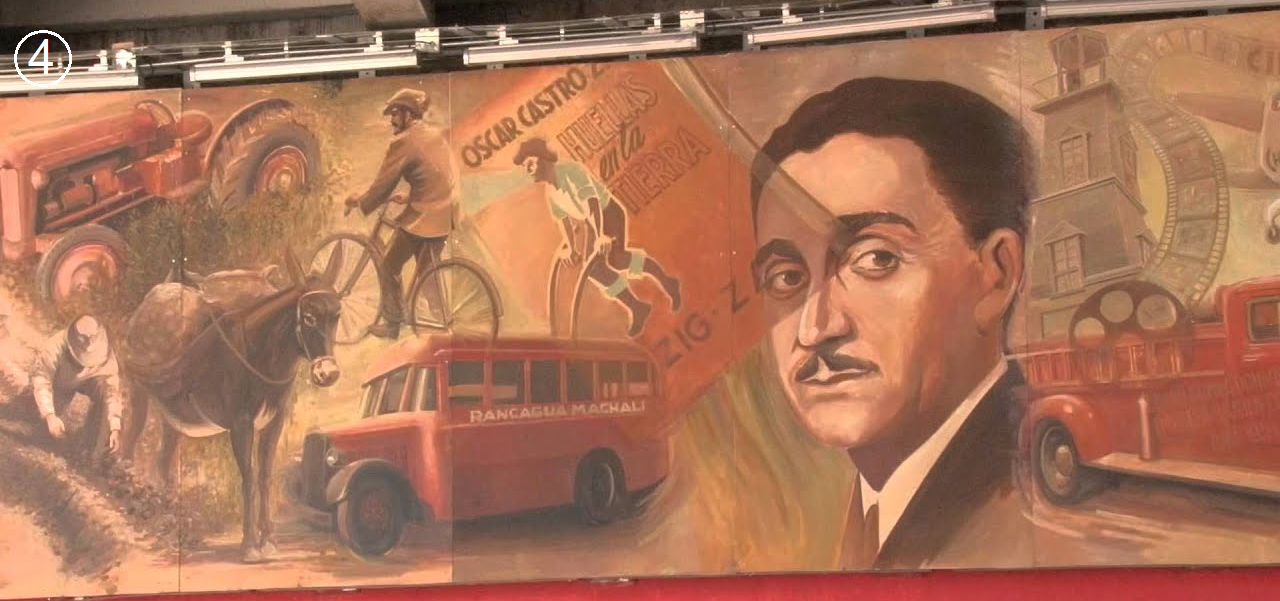 4
OSCAR CASTRO Z.
HUELLAS
en la
TIERRA
ZIG-Z
RANCAGUA MACHALI